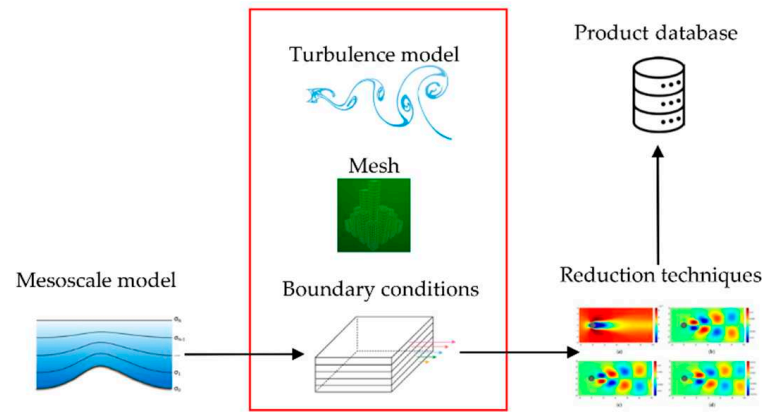 Product database
Turbulence model
Mesh
Mesoscale model
Boundary conditions
Reduction techniques
(a)
(b)
(c)
(d)